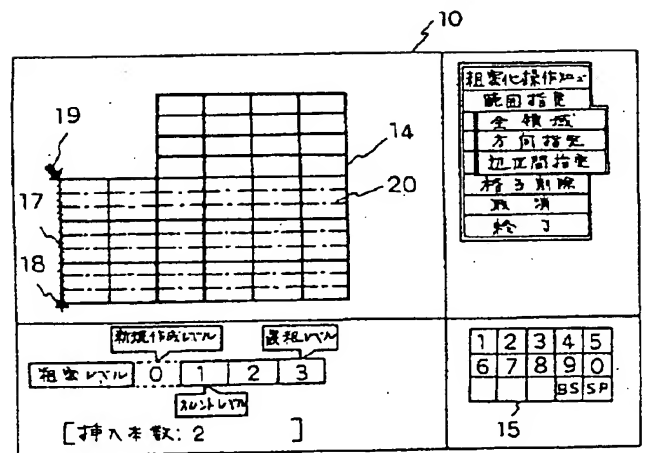 10
粗密化操作メニュー
範囲指定
全領域
方向指定
辺区間指定
格子削除
取消
終了
19
14
17
20
18
新規作成レベル
最粗レベル
粗密レベル 0 1 2 3
カレントレベル
[挿入本数: 2 ]
1 2 3 4 5
6 7 8 9 0
BS SP
15